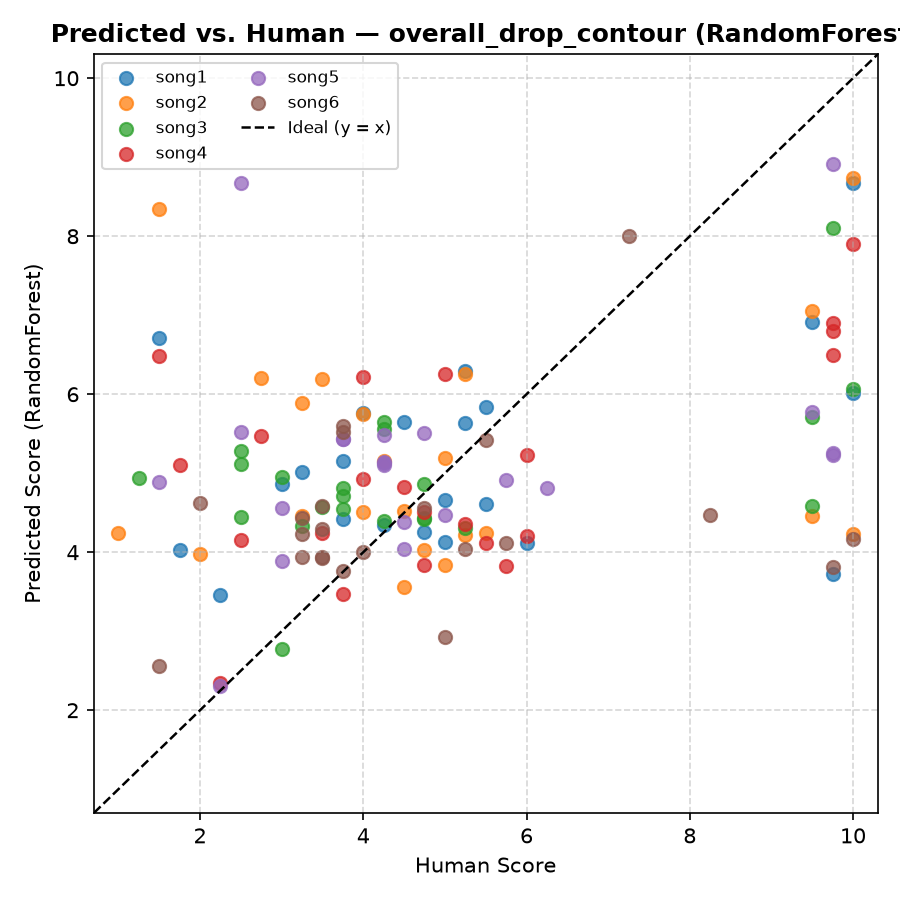 Predicted vs. Human — overall_drop_contour (RandomForest
song1
song2
song3
song4
song5
song6
Ideal (y = x)
10
8
6
4
2
Predicted Score (RandomForest)
2 4 6 8 10
Human Score